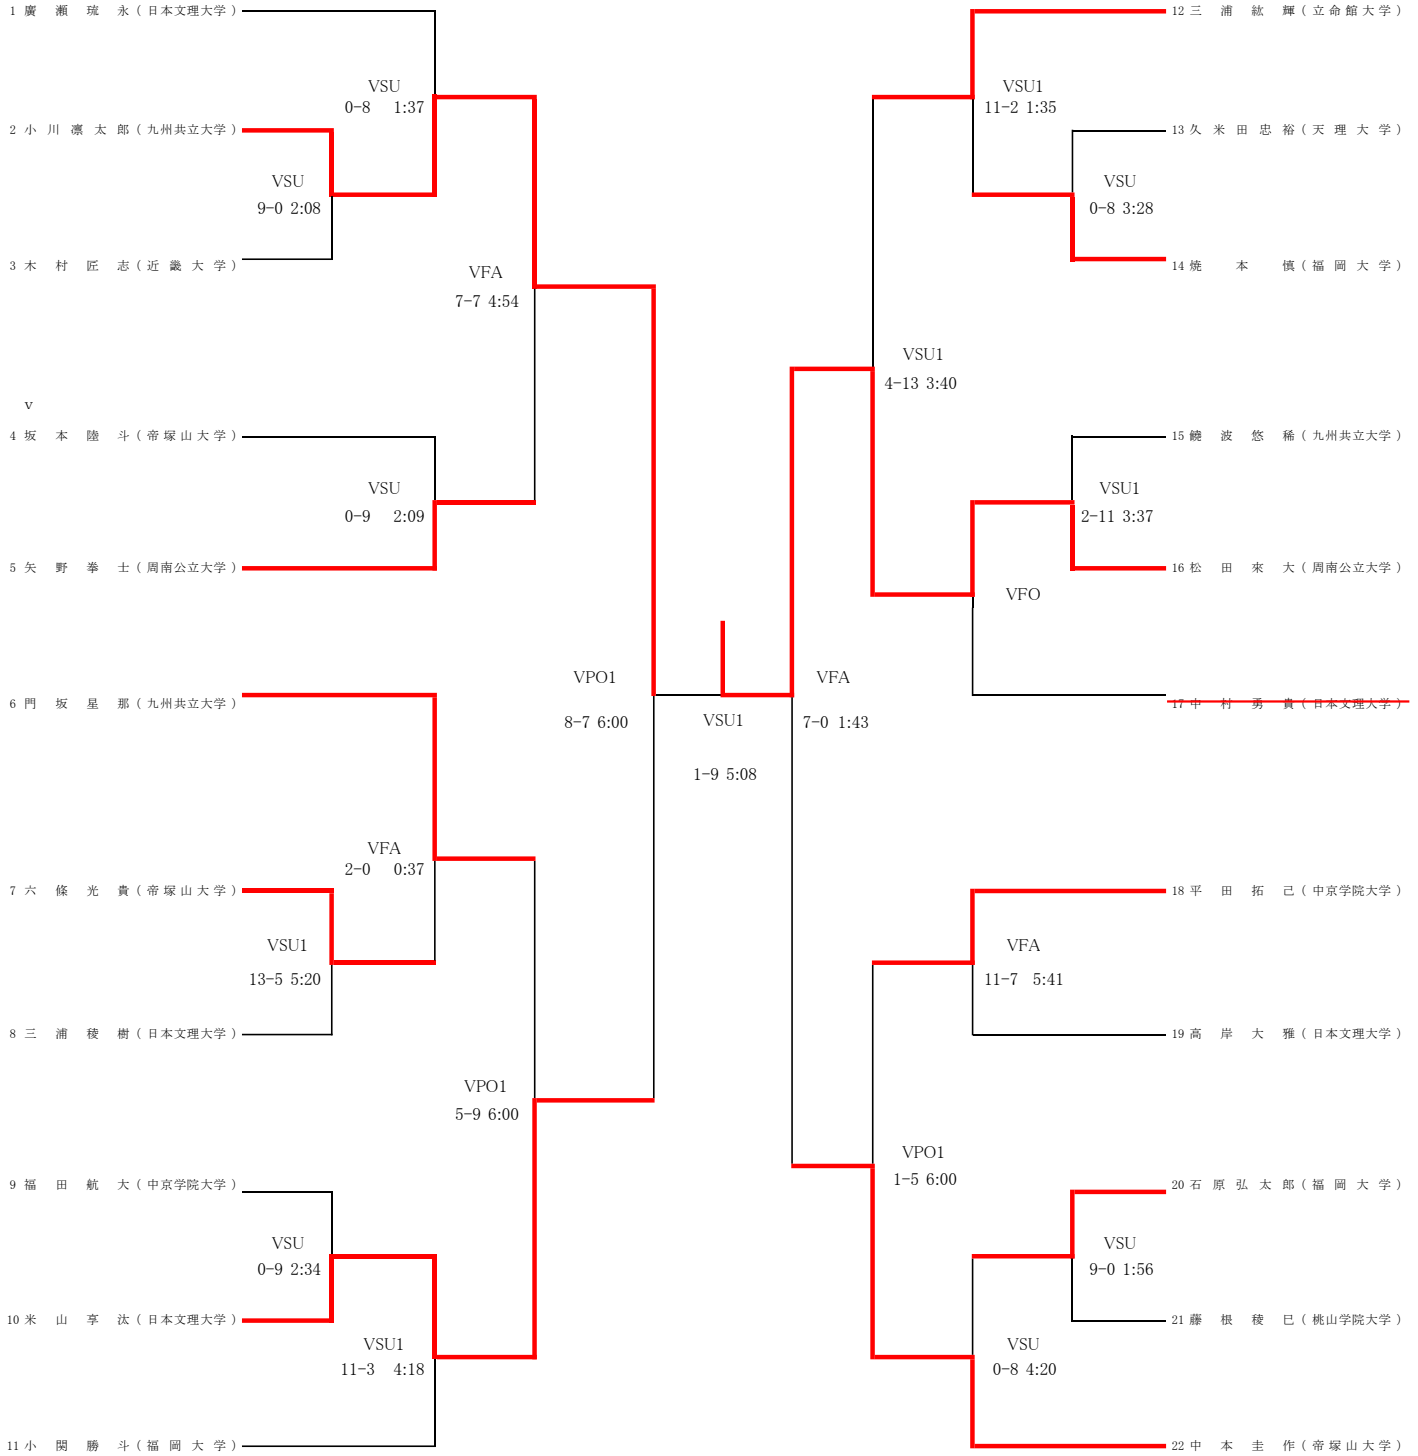 1 廣瀬琉永(日本文理大学)
VSU
0-8 1:37
2 小川凛太郎(九州共立大学)
VSU
9-0 2:08
3 木村匠志(近畿大学)
VFA
7-7 4:54
v
4 坂本陸斗(帝塚山大学)
VSU
0-9 2:09
5 矢野拳士(周南公立大学)
VPO1
8-7 6:00
6 門坂星那(九州共立大学)
VFA
2-0 0:37
7 六條光貴(帝塚山大学)
VSU1
13-5 5:20
8 三浦稜樹(日本文理大学)
VPO1
5-9 6:00
9 福田航大(中京学院大学)
VSU
0-9 2:34
10 米山享汰(日本文理大学)
VSU1
11-3 4:18
11 小関勝斗(福岡大学)
VSU1
1-9 5:08
12 三浦紘輝(立命館大学)
VSU1
11-2 1:35
13 久米田忠裕(天理大学)
VSU
0-8 3:28
14 焼本慎(福岡大学)
VSU1
4-13 3:40
15 饒波悠稀(九州共立大学)
VSU1
2-11 3:37
16 松田來大(周南公立大学)
VFO
17 中村勇貴(日本文理大学)
VFA
7-0 1:43
18 平田拓己(中京学院大学)
VFA
11-7 5:41
19 高岸大雅(日本文理大学)
VPO1
1-5 6:00
20 石原弘太郎(福岡大学)
VSU
9-0 1:56
21 藤根稜巳(桃山学院大学)
VSU
0-8 4:20
22 中本圭作(帝塚山大学)